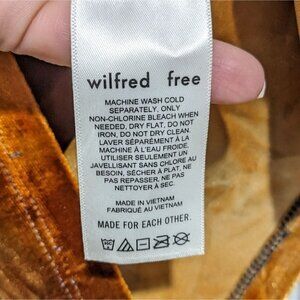 wilfred free
MACHINE WASH COLD
SEPARATELY. ONLY
NON-CHLORINE BLEACH WHEN
NEEDED, DRY FLAT, DO NOT
IRON, DO NOT DRY CLEAN.
LAVER SÉPARÉMENT À LA
MACHINE À L'EAU FROIDE.
UTILISER SEULEMENT UN
JAVELLISANT SANS CHLORE AU
BESOIN, SÉCHER À PLAT, NE
PAS REPASSER, NE PAS
NETTOYER À SEC.
MADE IN VIETNAM
FABRIQUÉ AU VIETNAM
MADE FOR EACH OTHER.